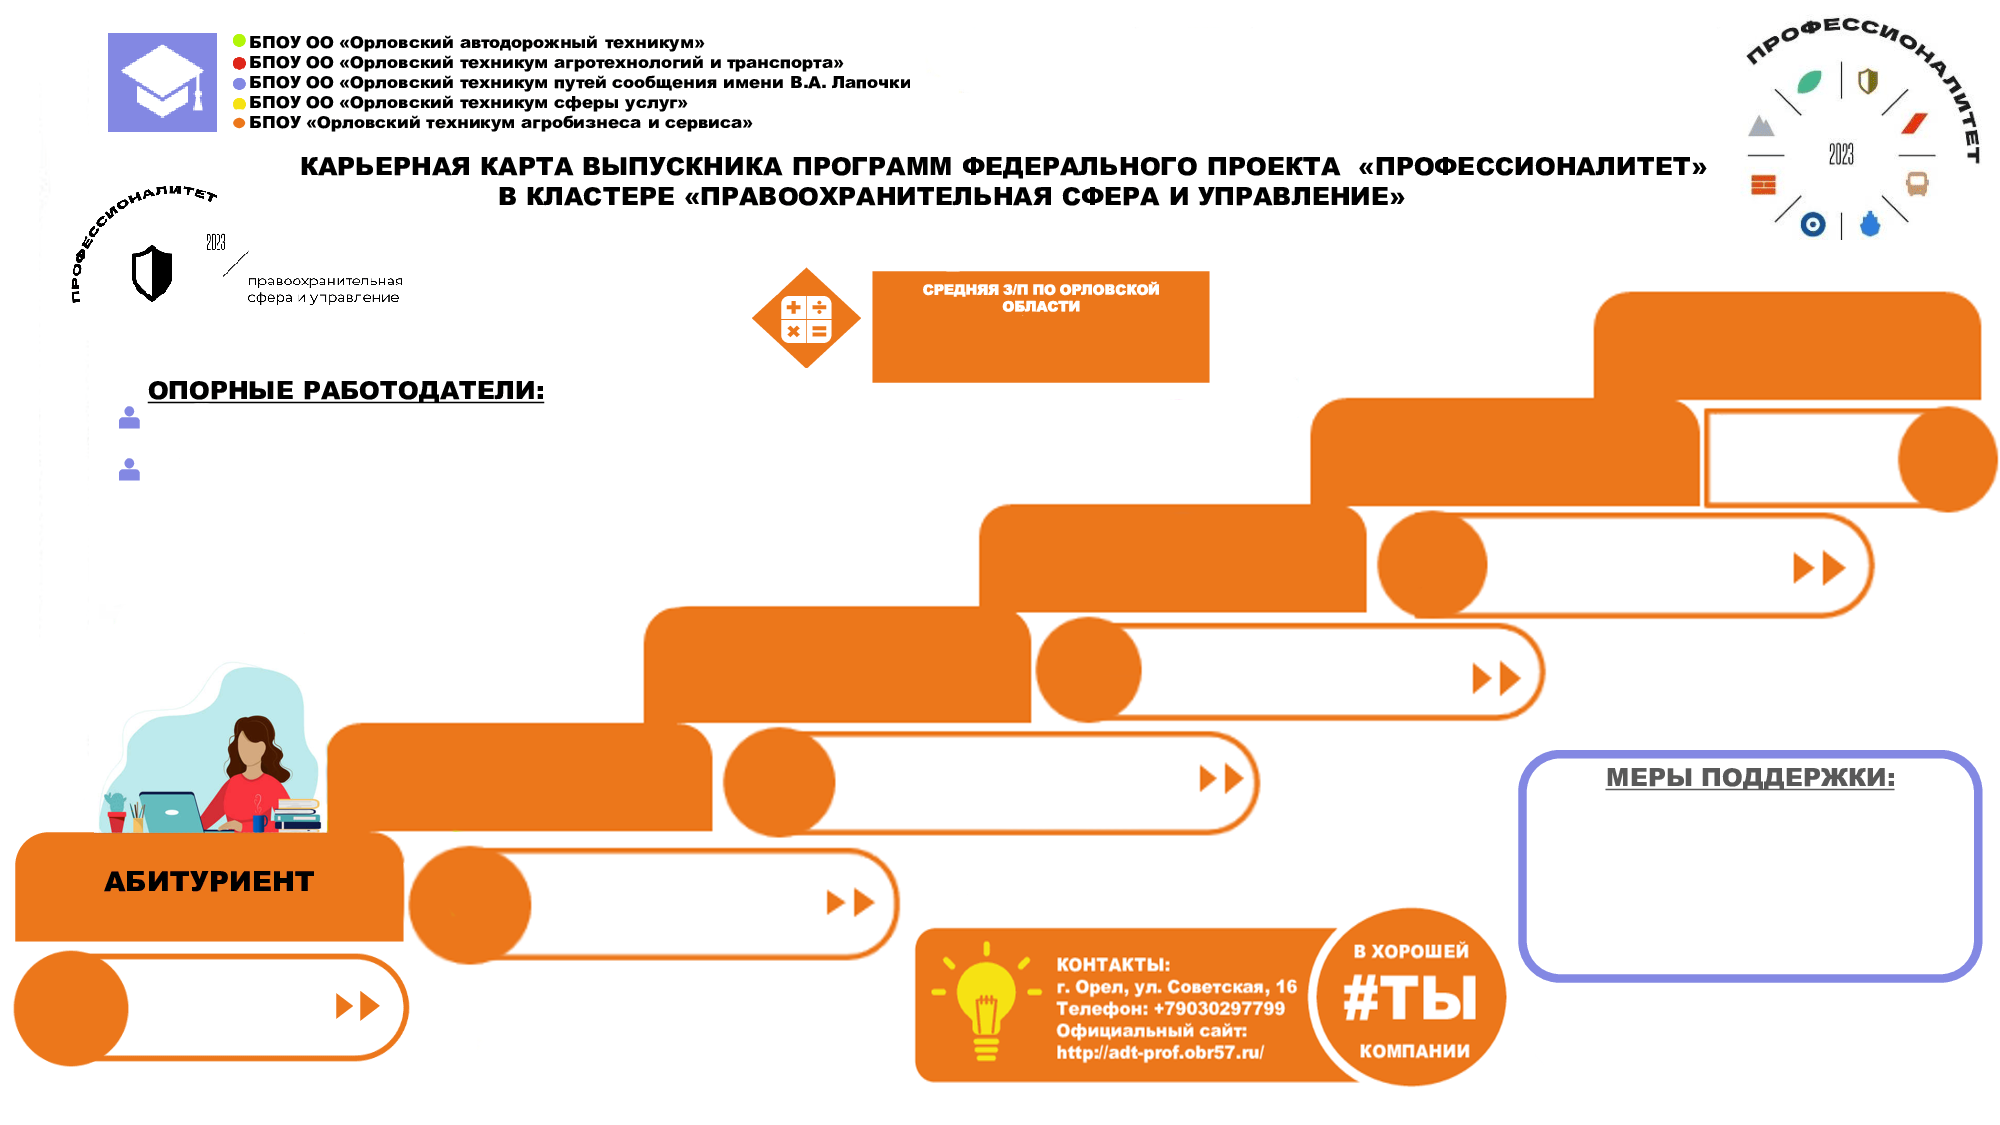 БПОУ ОО «Орловский автодорожный техникум»
БПОУ ОО «Орловский техникум агротехнологий и транспорта»
БПОУ ОО «Орловский техникум путей сообщения имени В.А. Лапочки
БПОУ ОО «Орловский техникум сферы услуг»
БПОУ «Орловский техникум агробизнеса и сервиса»
ПРОФЕССИОНАЛИТЕТ
2023
КАРЬЕРНАЯ КАРТА ВЫПУСКНИКА ПРОГРАММ ФЕДЕРАЛЬНОГО ПРОЕКТА «ПРОФЕССИОНАЛИТЕТ»
В КЛАСТЕРЕ «ПРАВООХРАНИТЕЛЬНАЯ СФЕРА И УПРАВЛЕНИЕ»
ПРОФЕССИОНАЛИТЕТ
2023
правоохранительная
сфера и управление
СРЕДНЯЯ З/П ПО ОРЛОВСКОЙ
ОБЛАСТИ
ОПОРНЫЕ РАБОТОДАТЕЛИ:
МЕРЫ ПОДДЕРЖКИ:
АБИТУРИЕНТ
КОНТАКТЫ:
г. Орел, ул. Советская, 16
Телефон: +79030297799
Официальный сайт:
http://adt-prof.obr57.ru/
В ХОРОШЕЙ
#ТЫ
КОМПАНИИ